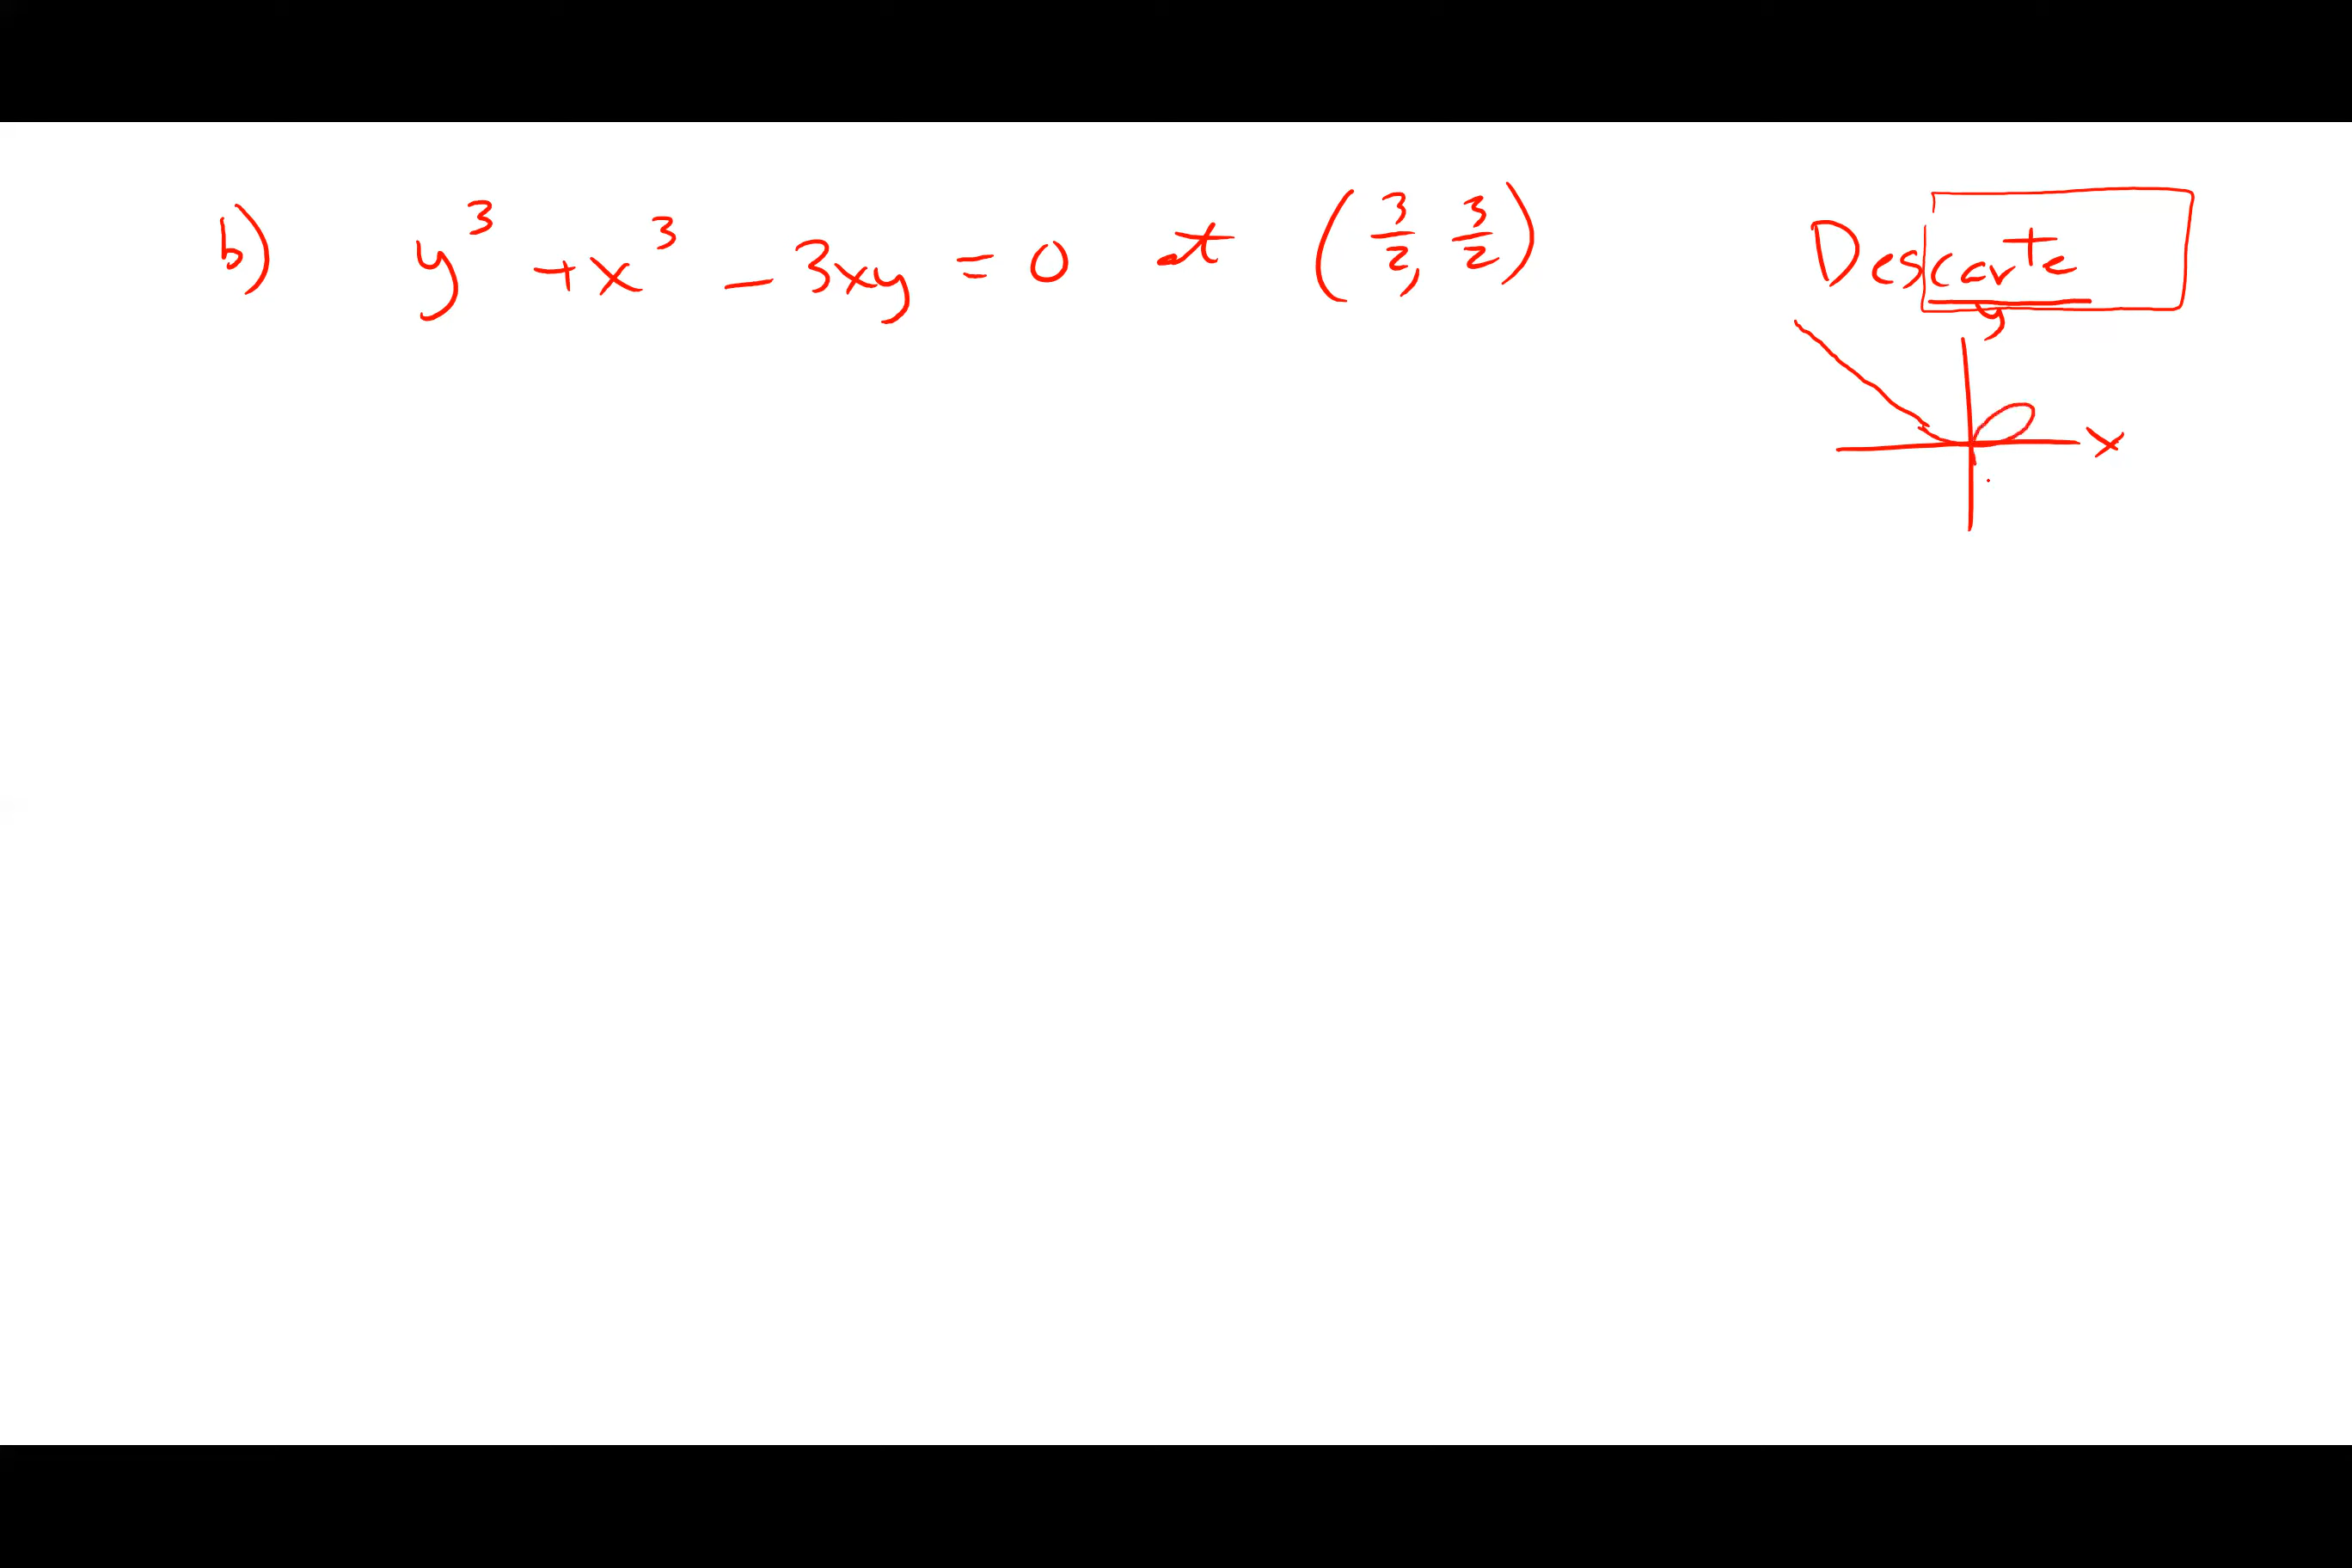 b) y³ + x³ - 3xy = 0 at (3/2, 3/2) Descarte
y
x